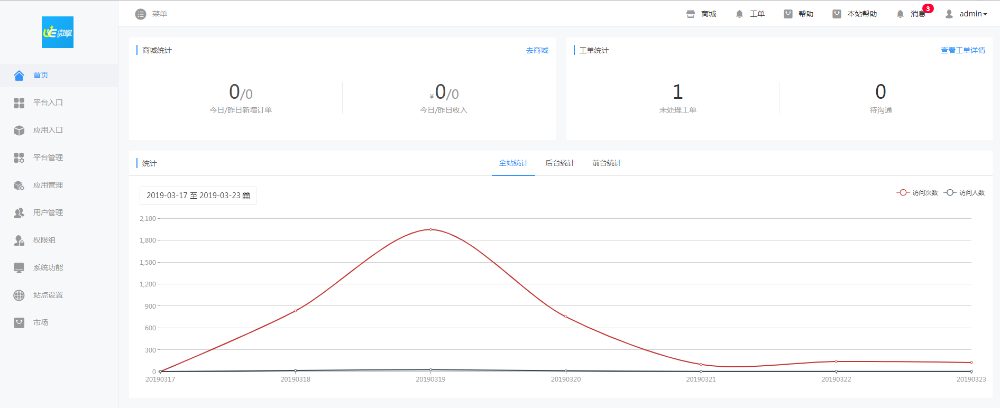 微擎
菜单
商城
工单
帮助
本站帮助
消息
3
admin
首页
平台入口
应用入口
平台管理
应用管理
用户管理
权限组
系统功能
站点设置
市场
商城统计
去商城
0/0
今日/昨日新增订单
¥0/0
今日/昨日收入
工单统计
查看工单详情
1
未处理工单
0
待沟通
统计
全站统计
后台统计
前台统计
2019-03-17 至 2019-03-23
访问次数
访问人数
2,100
1,800
1,500
1,200
900
600
300
0
20190317
20190318
20190319
20190320
20190321
20190322
20190323